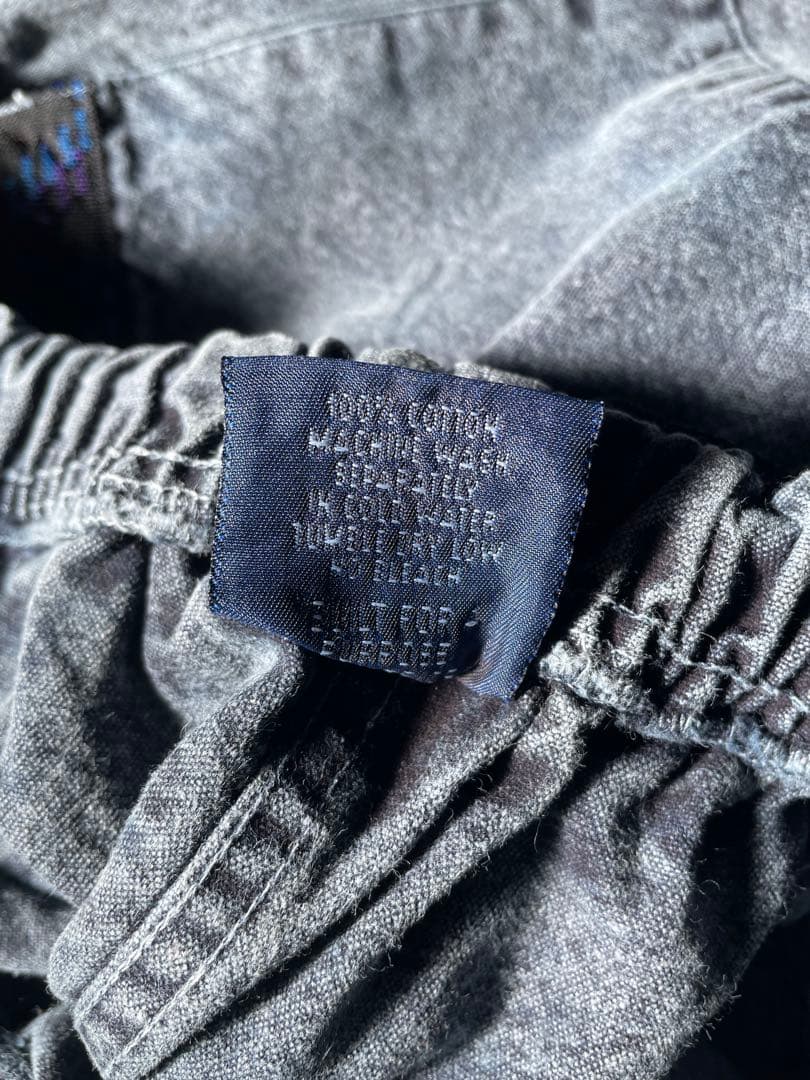 100% COTTON
MACHINE WASH
SEPARATELY
IN COLD WATER
TUMBLE DRY LOW
NO BLEACH
BUILT FOR